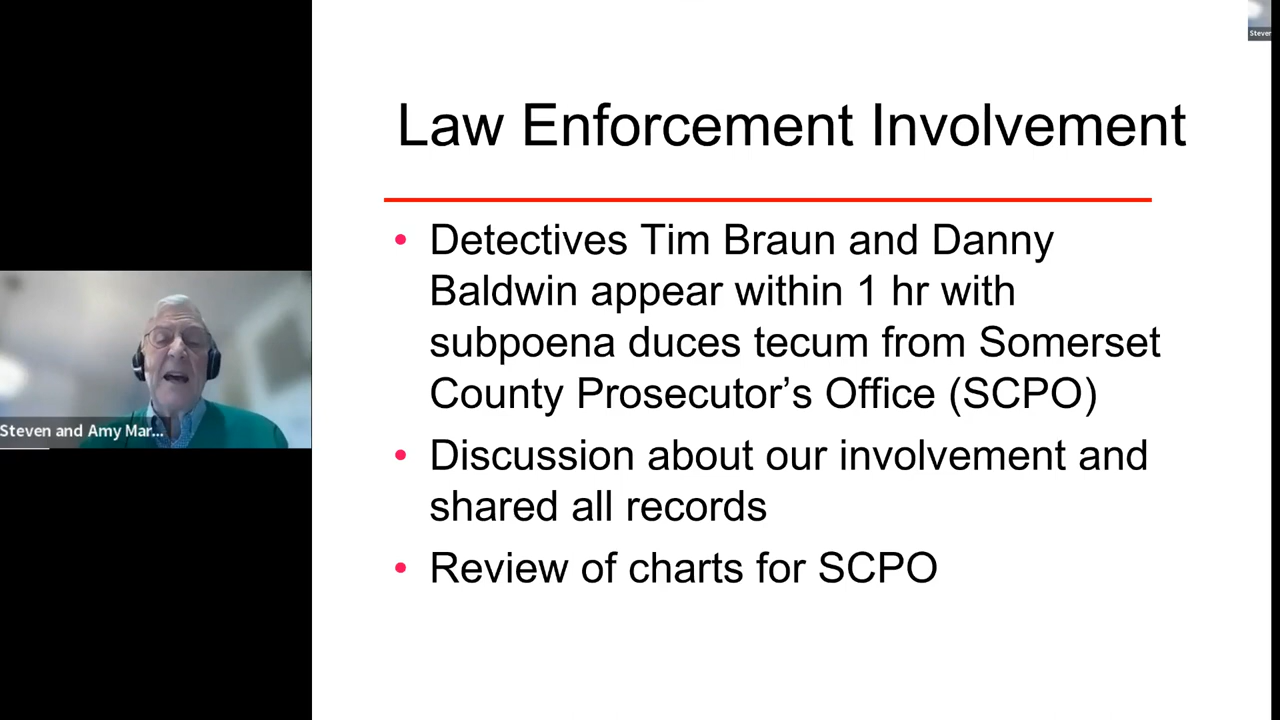 Steven
Law Enforcement Involvement
• Detectives Tim Braun and Danny
Baldwin appear within 1 hr with
subpoena duces tecum from Somerset
County Prosecutor’s Office (SCPO)
• Discussion about our involvement and
shared all records
• Review of charts for SCPO
Steven and Amy Mar...